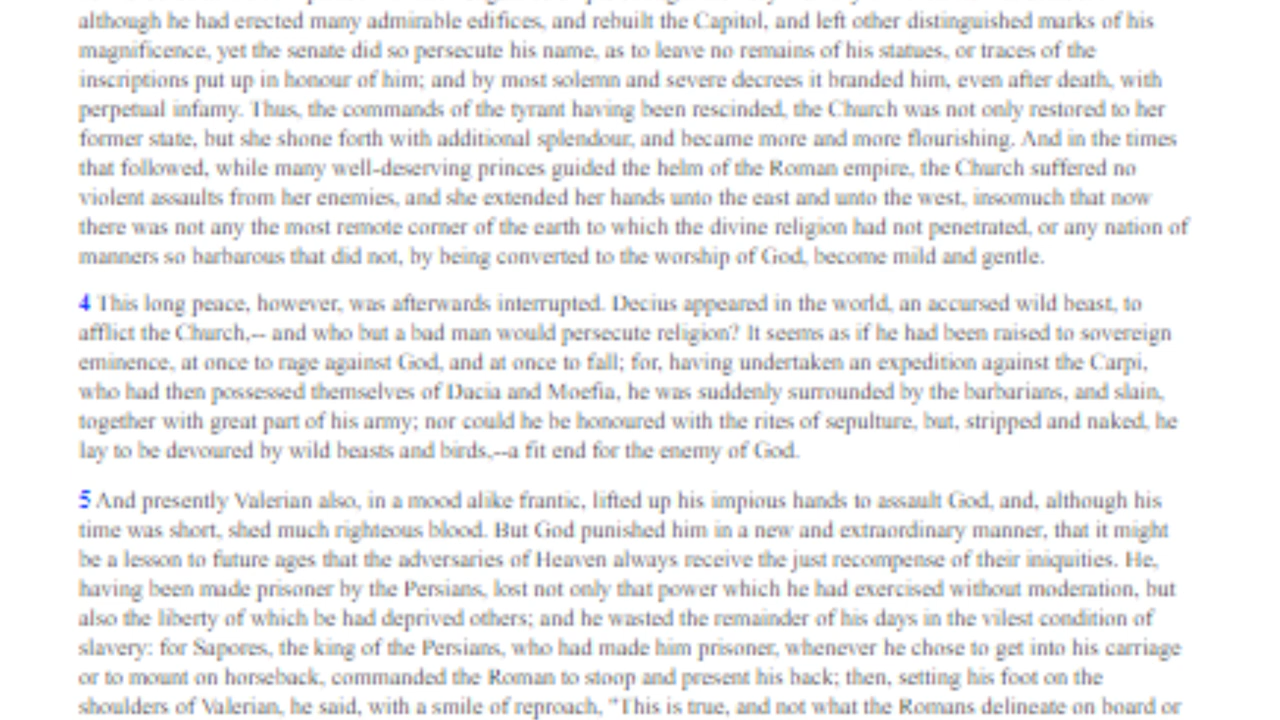 although he had erected many admirable edifices, and rebuilt the Capitol, and left other distinguished marks of his
magnificence, yet the senate did so persecute his name, as to leave no remains of his statues, or traces of the
inscriptions put up in honour of him; and by most solemn and severe decrees it branded him, even after death, with
perpetual infamy. Thus, the commands of the tyrant having been rescinded, the Church was not only restored to her
former state, but she shone forth with additional splendour, and became more and more flourishing. And in the times
that followed, while many well-deserving princes guided the helm of the Roman empire, the Church suffered no
violent assaults from her enemies, and she extended her hands unto the east and unto the west, insomuch that now
there was not any the most remote corner of the earth to which the divine religion had not penetrated, or any nation of
manners so barbarous that did not, by being converted to the worship of God, become mild and gentle.
4 This long peace, however, was afterwards interrupted. Decius appeared in the world, an accursed wild beast, to
afflict the Church,-- and who but a bad man would persecute religion? It seems as if he had been raised to sovereign
eminence, at once to rage against God, and at once to fall; for, having undertaken an expedition against the Carpi,
who had then possessed themselves of Dacia and Moefia, he was suddenly surrounded by the barbarians, and slain,
together with great part of his army; nor could he be honoured with the rites of sepulture, but, stripped and naked, he
lay to be devoured by wild beasts and birds,--a fit end for the enemy of God.
5 And presently Valerian also, in a mood alike frantic, lifted up his impious hands to assault God, and, although his
time was short, shed much righteous blood. But God punished him in a new and extraordinary manner, that it might
be a lesson to future ages that the adversaries of Heaven always receive the just recompense of their iniquities. He,
having been made prisoner by the Persians, lost not only that power which he had exercised without moderation, but
also the liberty of which be had deprived others; and he wasted the remainder of his days in the vilest condition of
slavery: for Sapores, the king of the Persians, who had made him prisoner, whenever he chose to get into his carriage
or to mount on horseback, commanded the Roman to stoop and present his back; then, setting his foot on the
shoulders of Valerian, he said, with a smile of reproach, "This is true, and not what the Romans delineate on board or